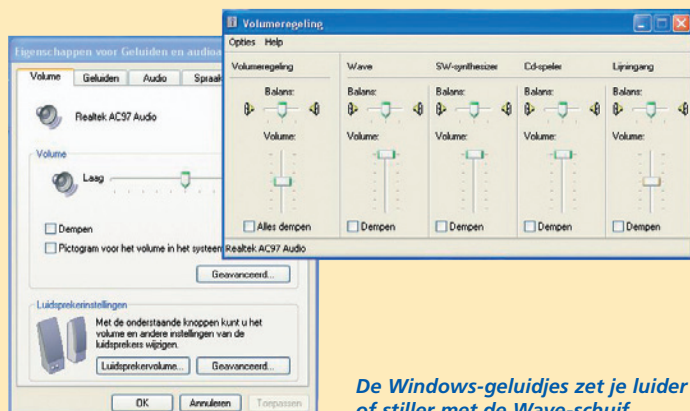 Eigenschappen voor Geluiden en audioa
Volume Geluiden Audio Spraak
Realtek AC97 Audio
Volume
Laag
Dempen
Pictogram voor het volume in het systeem
Geavanceerd...
Luidsprekerinstellingen
Met de onderstaande knoppen kunt u het
volume en andere instellingen van de
luidsprekers wijzigen.
Luidsprekervolume... Geavanceerd...
OK Annuleren Toepassen
Volumeregeling
Opties Help
Volumeregeling Wave SW-synthesizer Cd-speler Lijningang
Balans: Balans: Balans: Balans: Balans:
Volume: Volume: Volume: Volume: Volume:
Alles dempen Dempen Dempen Dempen Dempen
Realtek AC97 Audio
De Windows-geluidjes zet je luider
of stiller met de Wave-schuif